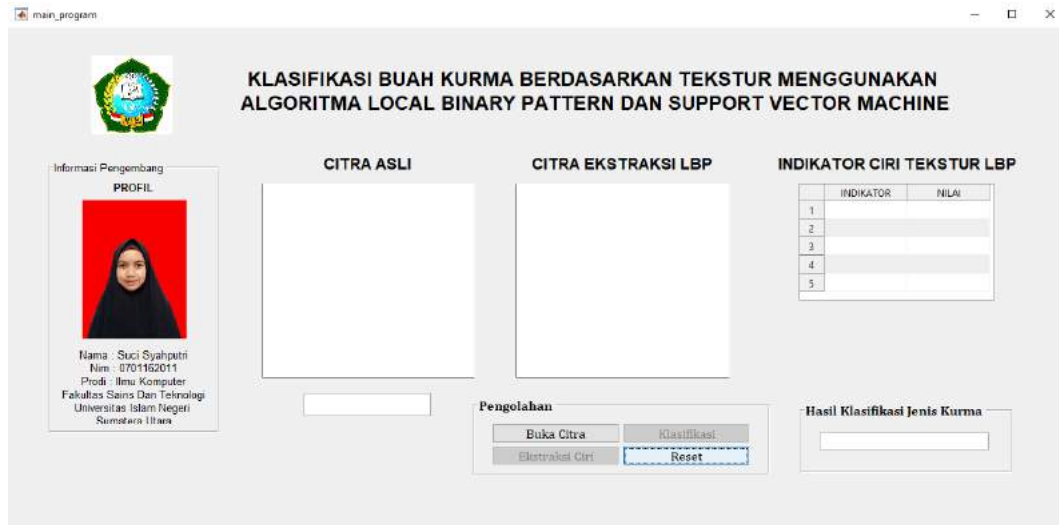 main_program
KLASIFIKASI BUAH KURMA BERDASARKAN TEKSTUR MENGGUNAKAN
ALGORITMA LOCAL BINARY PATTERN DAN SUPPORT VECTOR MACHINE
Informasi Pengembang
PROFIL
Nama : Suci Syahputri
Nim : 0701162011
Prodi : Ilmu Komputer
Fakultas Sains Dan Teknologi
Universitas Islam Negeri
Sumatera Utara
CITRA ASLI
CITRA EKSTRAKSI LBP
INDIKATOR CIRI TEKSTUR LBP
INDIKATOR NILAI
1
2
3
4
5
Pengolahan
Buka Citra Klasifikasi
Ekstraksi Ciri Reset
Hasil Klasifikasi Jenis Kurma